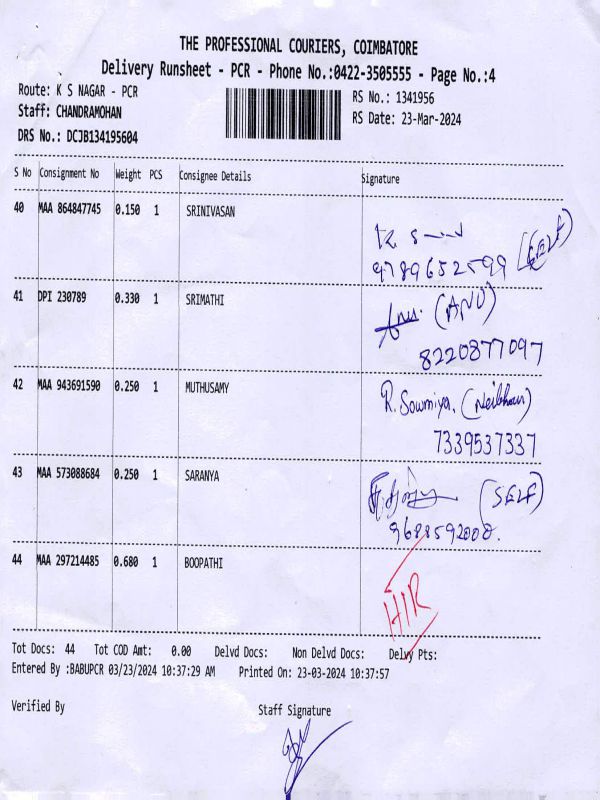 THE PROFESSIONAL COURIERS, COIMBATORE
Delivery Runsheet - PCR - Phone No.:0422-3505555 - Page No.:4
Route: K S NAGAR - PCR RS No.: 1341956
Staff: CHANDRAMOHAN RS Date: 23-Mar-2024
DRS No.: DCJB134195604
S No Consignment No Weight PCS Consignee Details Signature
40 MAA 864847745 0.150 1 SRINIVASAN
(SELF)
9789652599
41 DPI 230789 0.330 1 SRIMATHI
(ANU)
8220877097
42 MAA 943691590 0.250 1 MUTHUSAMY
R. Sowmiya. (Neibhour)
7339537337
43 MAA 573088684 0.250 1 SARANYA
(SELF)
9688592008.
44 MAA 297214485 0.680 1 BOOPATHI
HIR
Tot Docs: 44 Tot COD Amt: 0.00 Delvd Docs: Non Delvd Docs: Delvy Pts:
Entered By :BABUPCR 03/23/2024 10:37:29 AM Printed On: 23-03-2024 10:37:57
Verified By Staff Signature